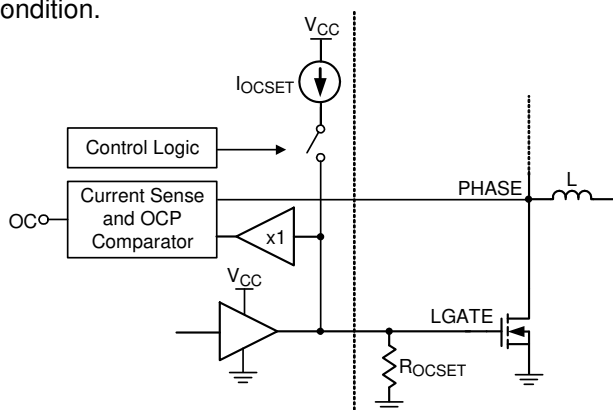 ondition.
VCC
IOCSET
Control Logic
PHASE
L
Current Sense
and OCP
Comparator
OC
x1
VCC
LGATE
ROCSET